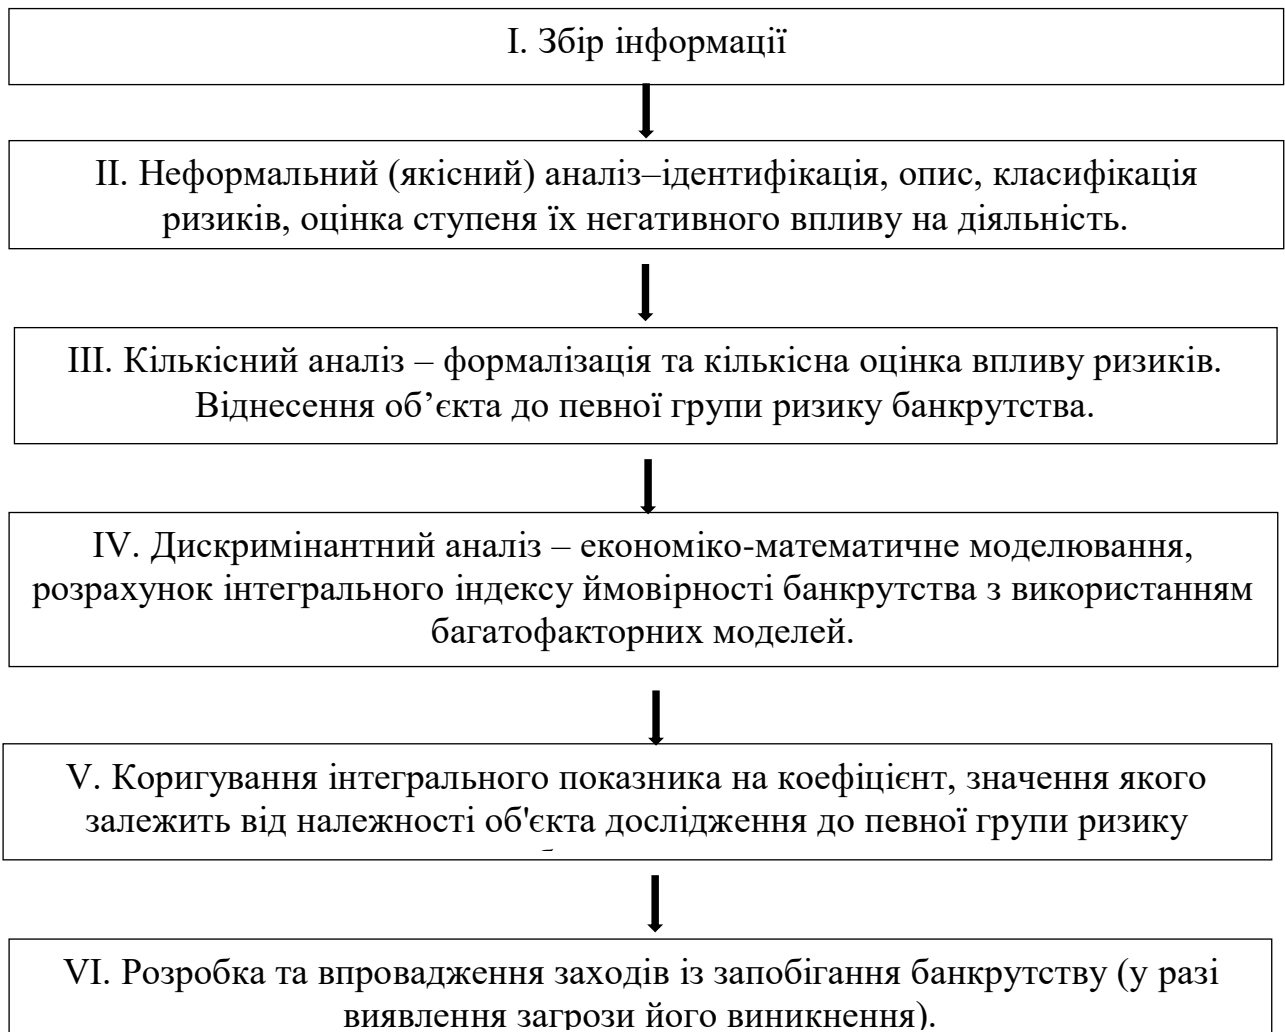 I. Збір інформації
II. Неформальний (якісний) аналіз–ідентифікація, опис, класифікація
ризиків, оцінка ступеня їх негативного впливу на діяльність.
III. Кількісний аналіз – формалізація та кількісна оцінка впливу ризиків.
Віднесення об’єкта до певної групи ризику банкрутства.
IV. Дискримінантний аналіз – економіко-математичне моделювання,
розрахунок інтегрального індексу ймовірності банкрутства з використанням
багатофакторних моделей.
V. Коригування інтегрального показника на коефіцієнт, значення якого
залежить від належності об'єкта дослідження до певної групи ризику
VI. Розробка та впровадження заходів із запобігання банкрутству (у разі
виявлення загрози його виникнення).